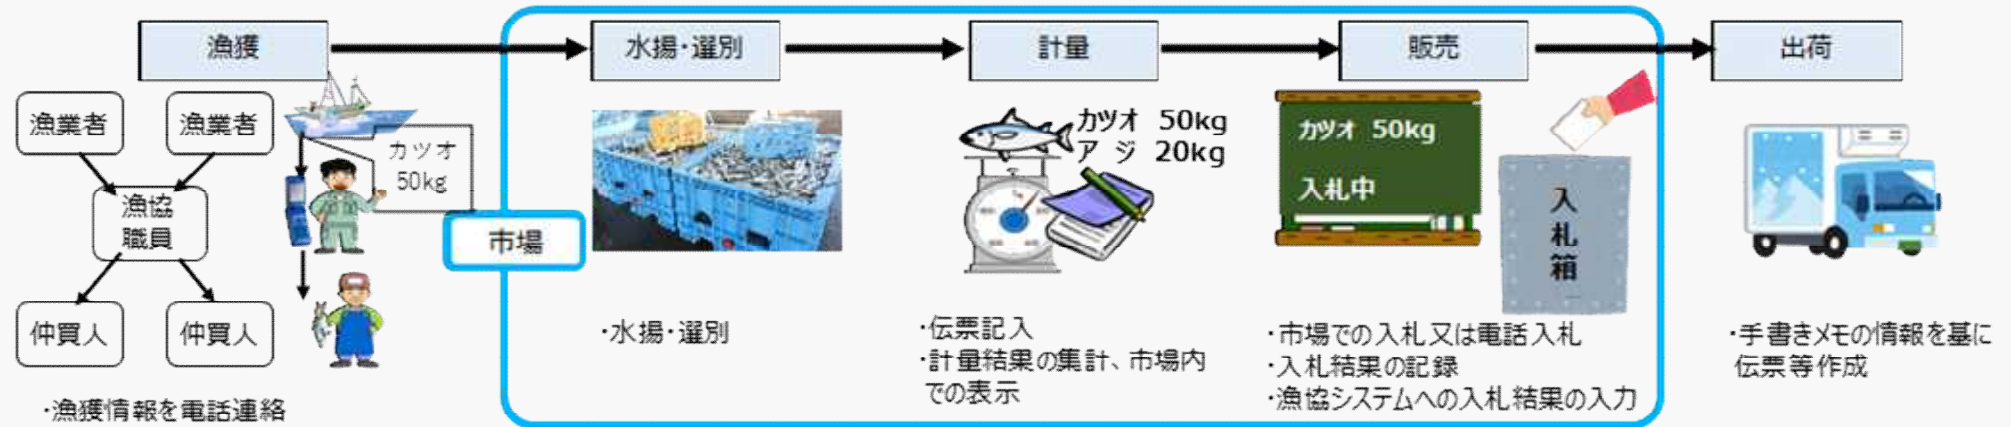 漁獲
水揚・選別
計量
販売
出荷
漁業者
漁業者
漁協
職員
仲買人
仲買人
カツオ
50kg
・漁獲情報を電話連絡
市場
・水揚・選別
カツオ 50kg
アジ 20kg
・伝票記入
・計量結果の集計、市場内
での表示
カツオ 50kg
入札中
入札箱
・市場での入札又は電話入札
・入札結果の記録
・漁協システムへの入札結果の入力
・手書きメモの情報を基に
伝票等作成